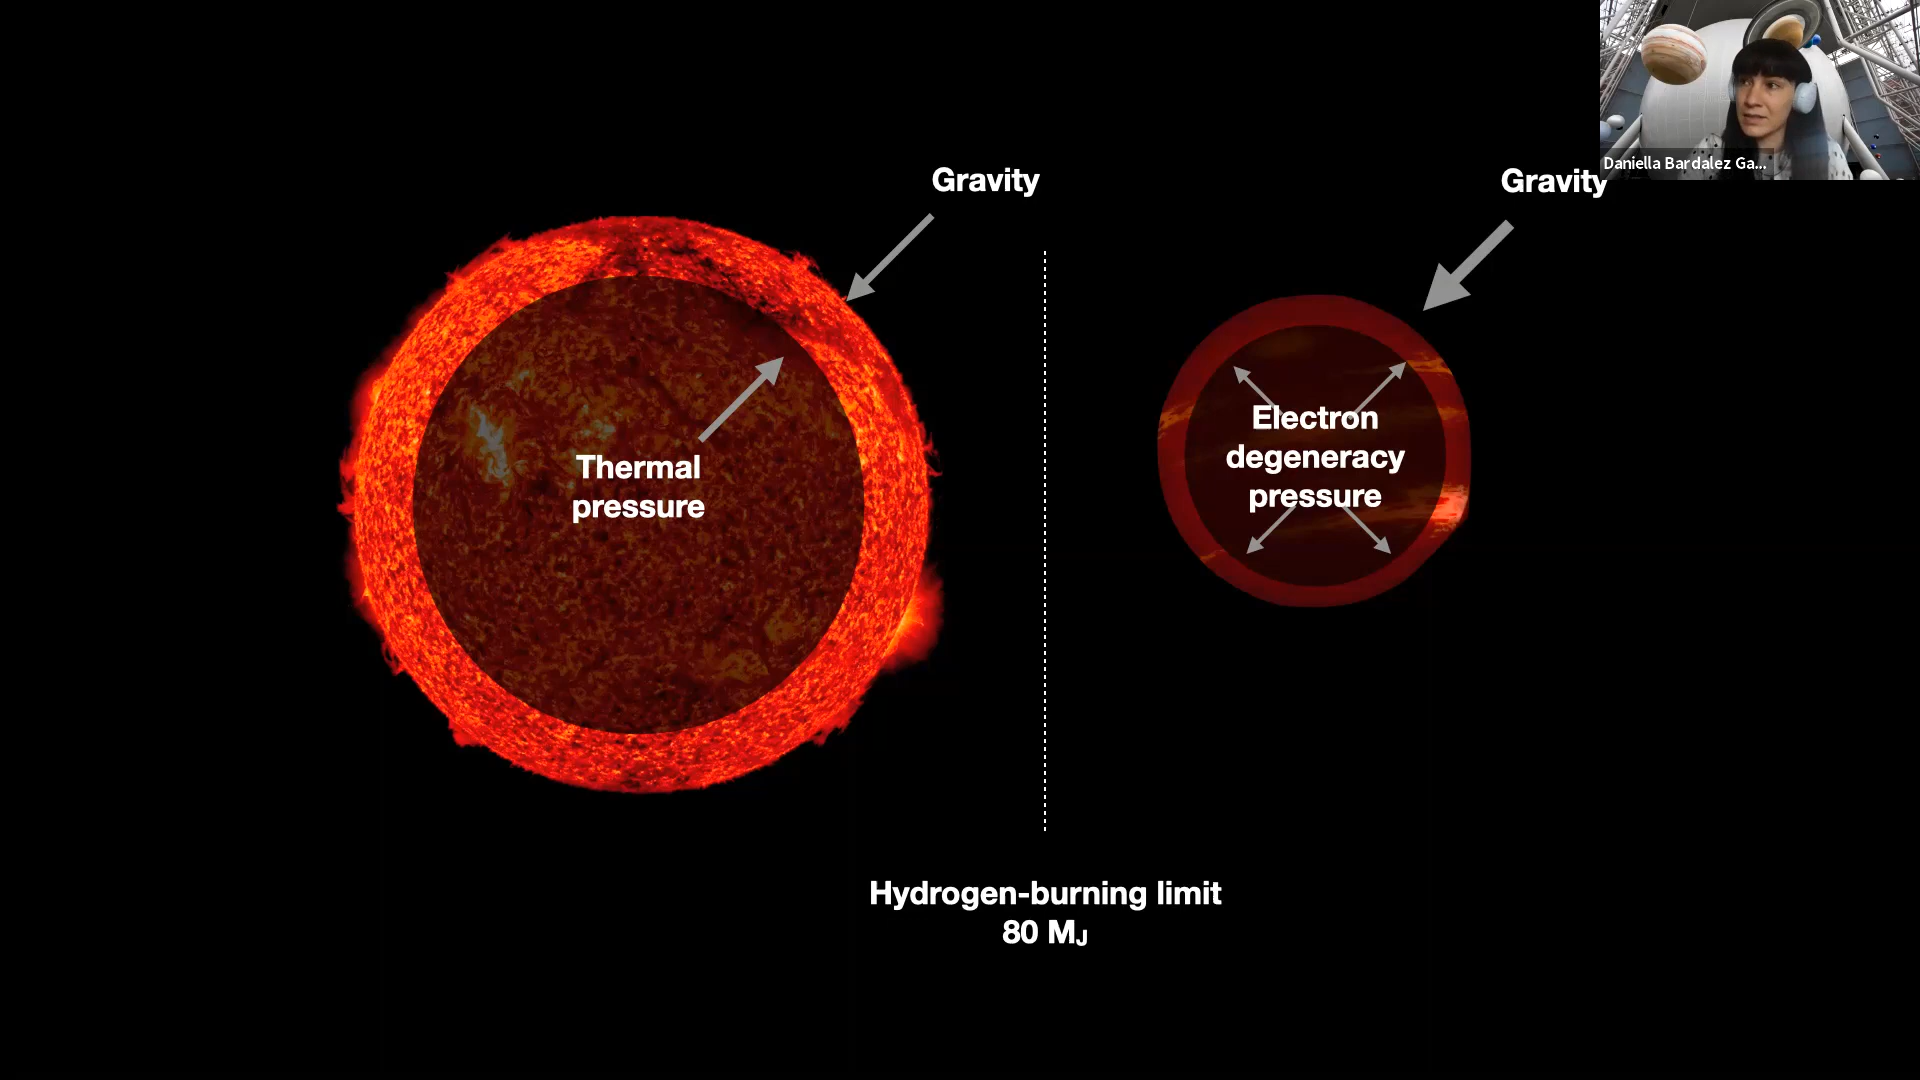 Daniella Bardalez Ga...
Gravity
Gravity
Thermal
pressure
Electron
degeneracy
pressure
Hydrogen-burning limit
80 MJ